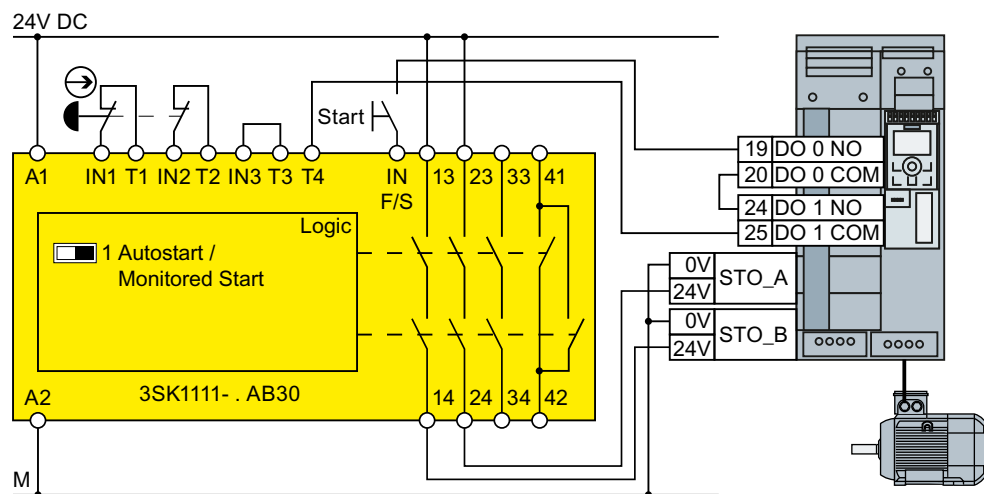 24V DC
Start
A1 IN1 T1 IN2 T2 IN3 T3 T4 IN F/S 13 23 33 41
Logic
1 Autostart /
Monitored Start
3SK1111- . AB30
A2 14 24 34 42
M
19 DO 0 NO
20 DO 0 COM
24 DO 1 NO
25 DO 1 COM
0V
STO_A
24V
0V
STO_B
24V